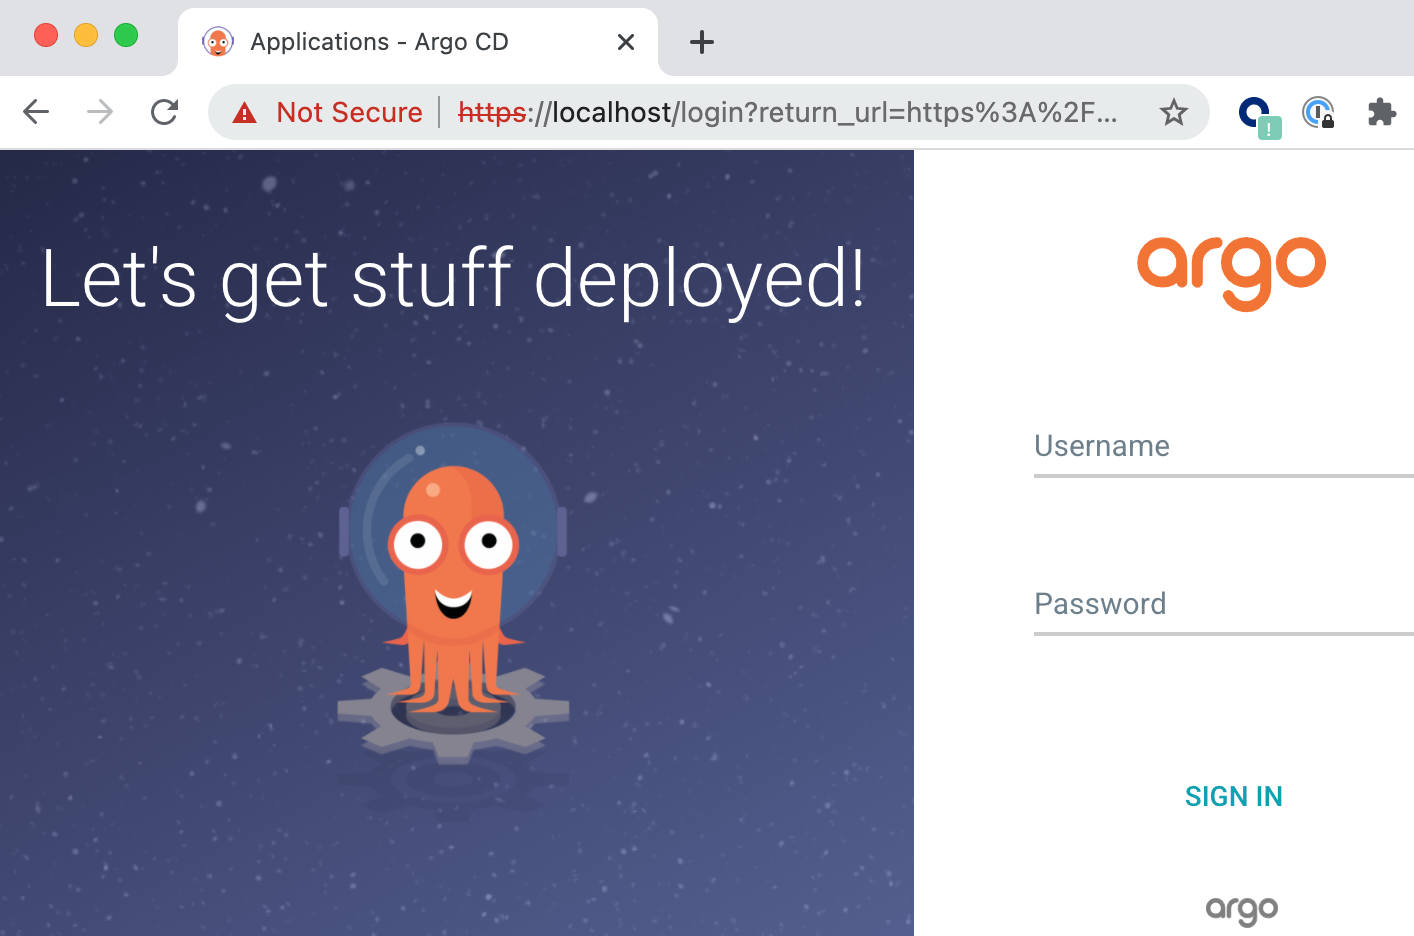 Applications - Argo CD
Not Secure
https://localhost/login?return_url=https%3A%2F...
Let's get stuff deployed!
argo
Username
Password
SIGN IN
argo